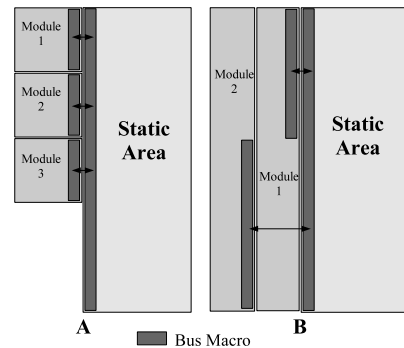 Module
1
Module
2
Module
3
Static
Area
A
Module
2
Module
1
Static
Area
B
Bus Macro